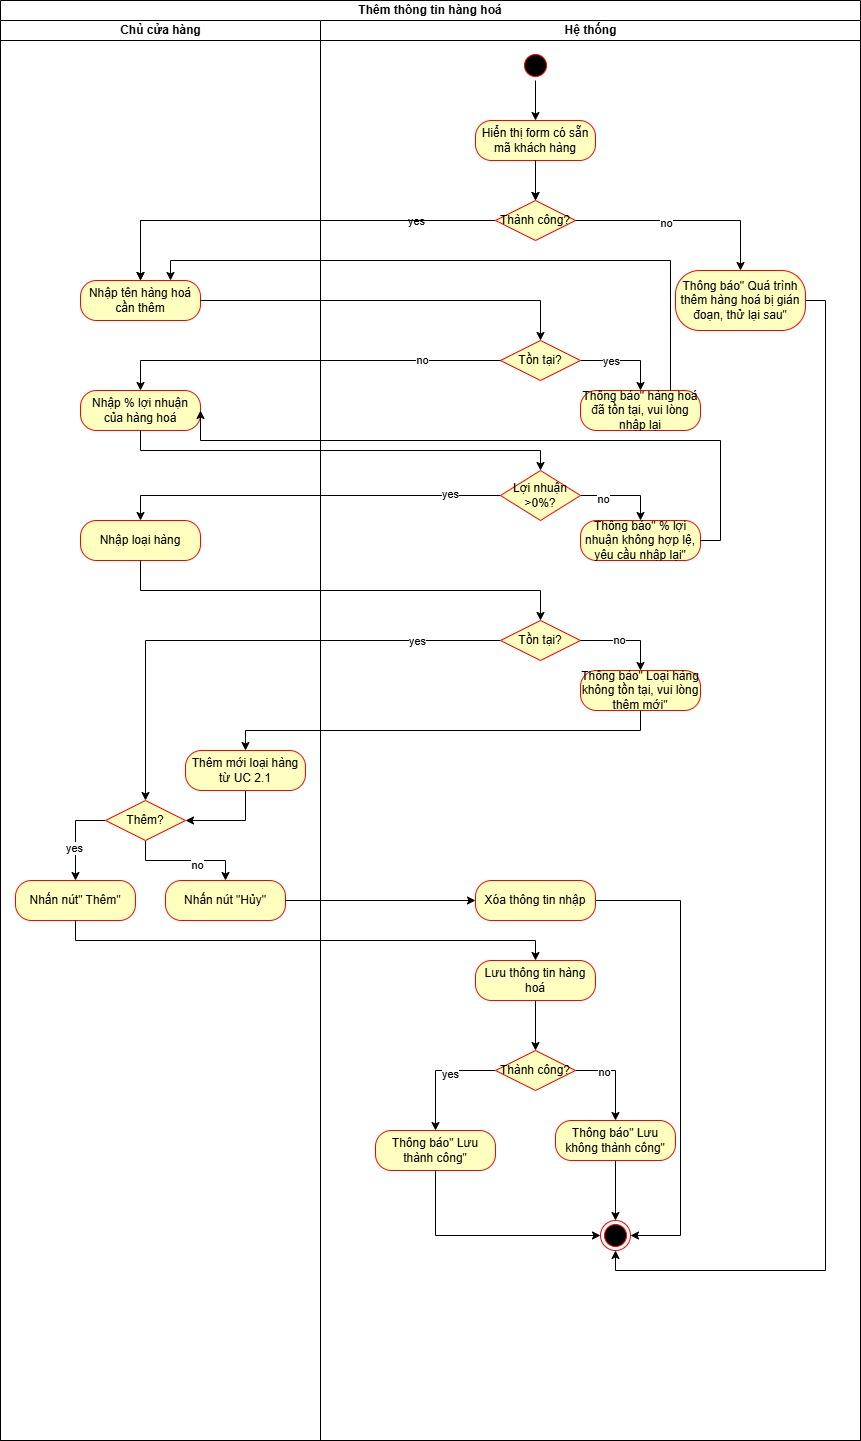 Thêm thông tin hàng hoá
Chủ cửa hàng
Hệ thống
Hiển thị form có sẵn
mã khách hàng
Thành công?
yes
no
Nhập tên hàng hoá
cần thêm
Thông báo" Quá trình
thêm hàng hoá bị gián
đoạn, thử lại sau"
Tồn tại?
no
yes
Nhập % lợi nhuận
của hàng hoá
Thông báo" hàng hoá
đã tồn tại, vui lòng
nhập lại
Lợi nhuận
>0%?
yes
no
Nhập loại hàng
Thông báo" % lợi
nhuận không hợp lệ,
yêu cầu nhập lại"
Tồn tại?
yes
no
Thông báo" Loại hàng
không tồn tại, vui lòng
thêm mới"
Thêm mới loại hàng
từ UC 2.1
Thêm?
yes
no
Nhấn nút" Thêm"
Nhấn nút "Hủy"
Xóa thông tin nhập
Lưu thông tin hàng
hoá
Thành công?
yes
no
Thông báo" Lưu
thành công"
Thông báo" Lưu
không thành công"